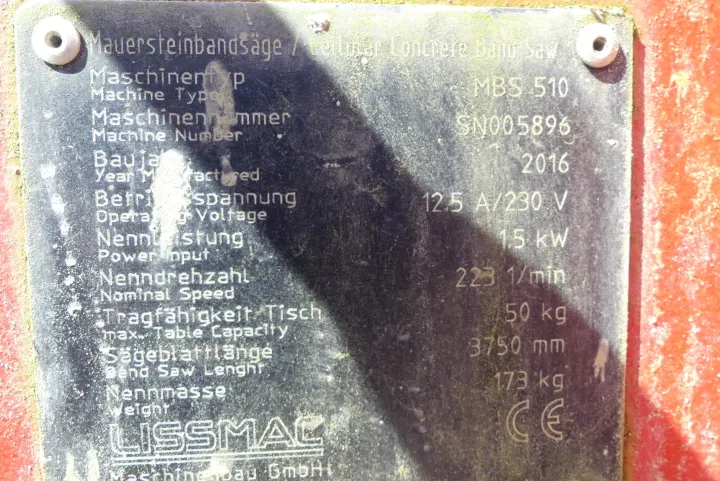 Mauersteinbandsäge / Cellular Concrete Band Saw
Maschinentyp
Machine Type
MBS 510
Maschinennummer
Machine Number
SN005896
Baujahr
Year Manufactured
2016
Betriebsspannung
Operating Voltage
12.5 A/230 V
Nennleistung
Power Input
1.5 kW
Nenndrehzahl
Nominal Speed
223 1/min
Tragfähigkeit Tisch
max. Table Capacity
50 kg
Sägeblattlänge
Band Saw Lenght
3750 mm
Nennmasse
Weight
173 kg
CE
LISSMAC
Maschinenbau GmbH